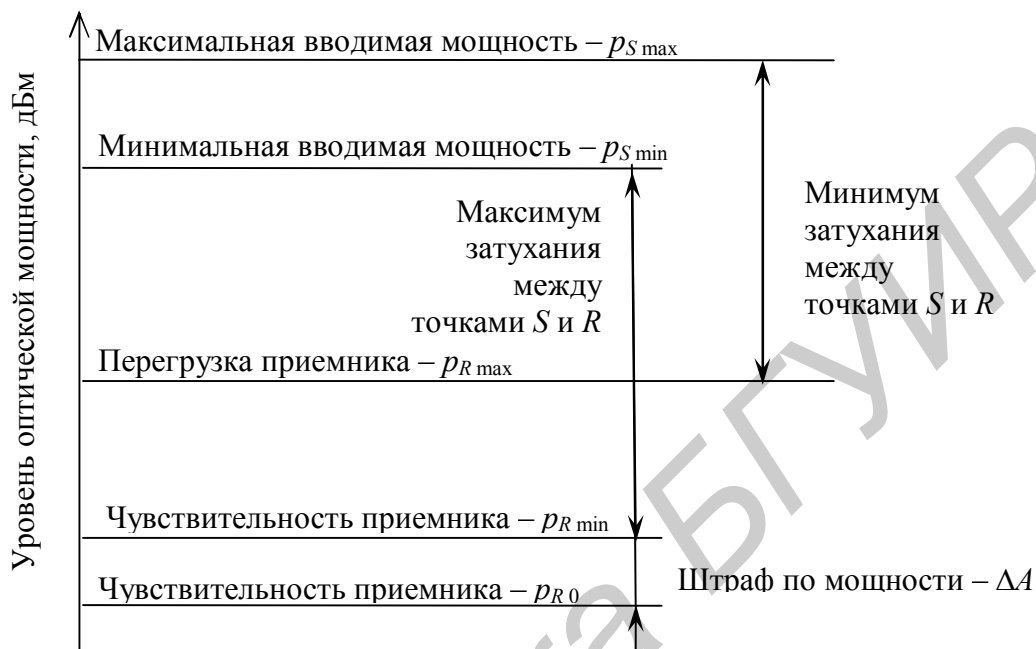 Уровень оптической мощности, дБм
Максимальная вводимая мощность – pS max
Минимальная вводимая мощность – pS min
Максимум
затухания
между
точками S и R
Минимум
затухания
между
точками S и R
Перегрузка приемника – pR max
Чувствительность приемника – pR min
Чувствительность приемника – pR 0
Штраф по мощности – ΔA
БГУИР